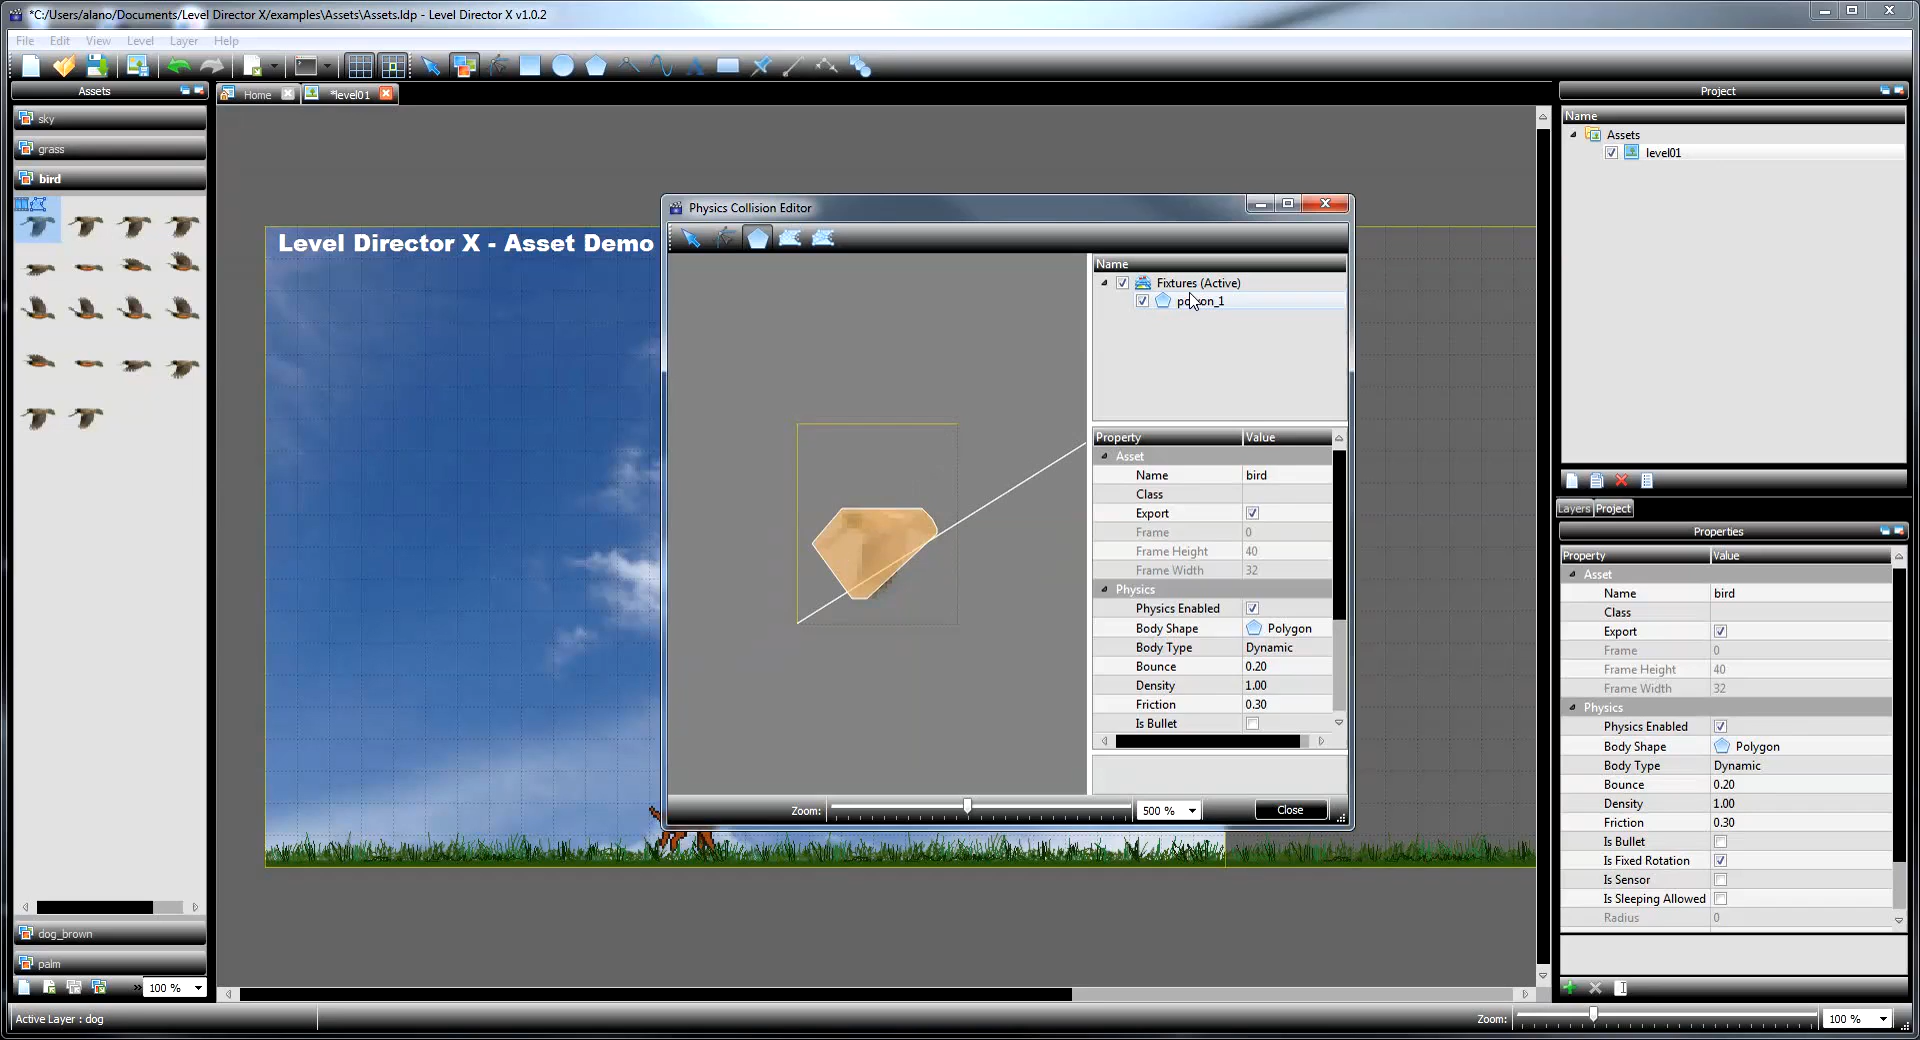 *C:/Users/alano/Documents/Level Director X/examples\Assets\Assets.ldp - Level Director X v1.0.2
File Edit View Level Layer Help
Assets
Home
*level01
Project
sky
grass
bird
Name
Assets
level01
Level Director X - Asset Demo
Physics Collision Editor
Name
Fixtures (Active)
Property Value
Asset
Name bird
Class
Export
Frame 0
Frame Height 40
Frame Width 32
Physics
Physics Enabled
Body Shape Polygon
Body Type Dynamic
Bounce 0.20
Density 1.00
Friction 0.30
Is Bullet
Zoom: 500 % Close
Layers Project
Properties
Property Value
Asset
Name bird
Class
Export
Frame 0
Frame Height 40
Frame Width 32
Physics
Physics Enabled
Body Shape Polygon
Body Type Dynamic
Bounce 0.20
Density 1.00
Friction 0.30
Is Bullet
Is Fixed Rotation
Is Sensor
Is Sleeping Allowed
Radius 0
dog_brown
palm
» 100 %
Active Layer : dog
Zoom: 100 %